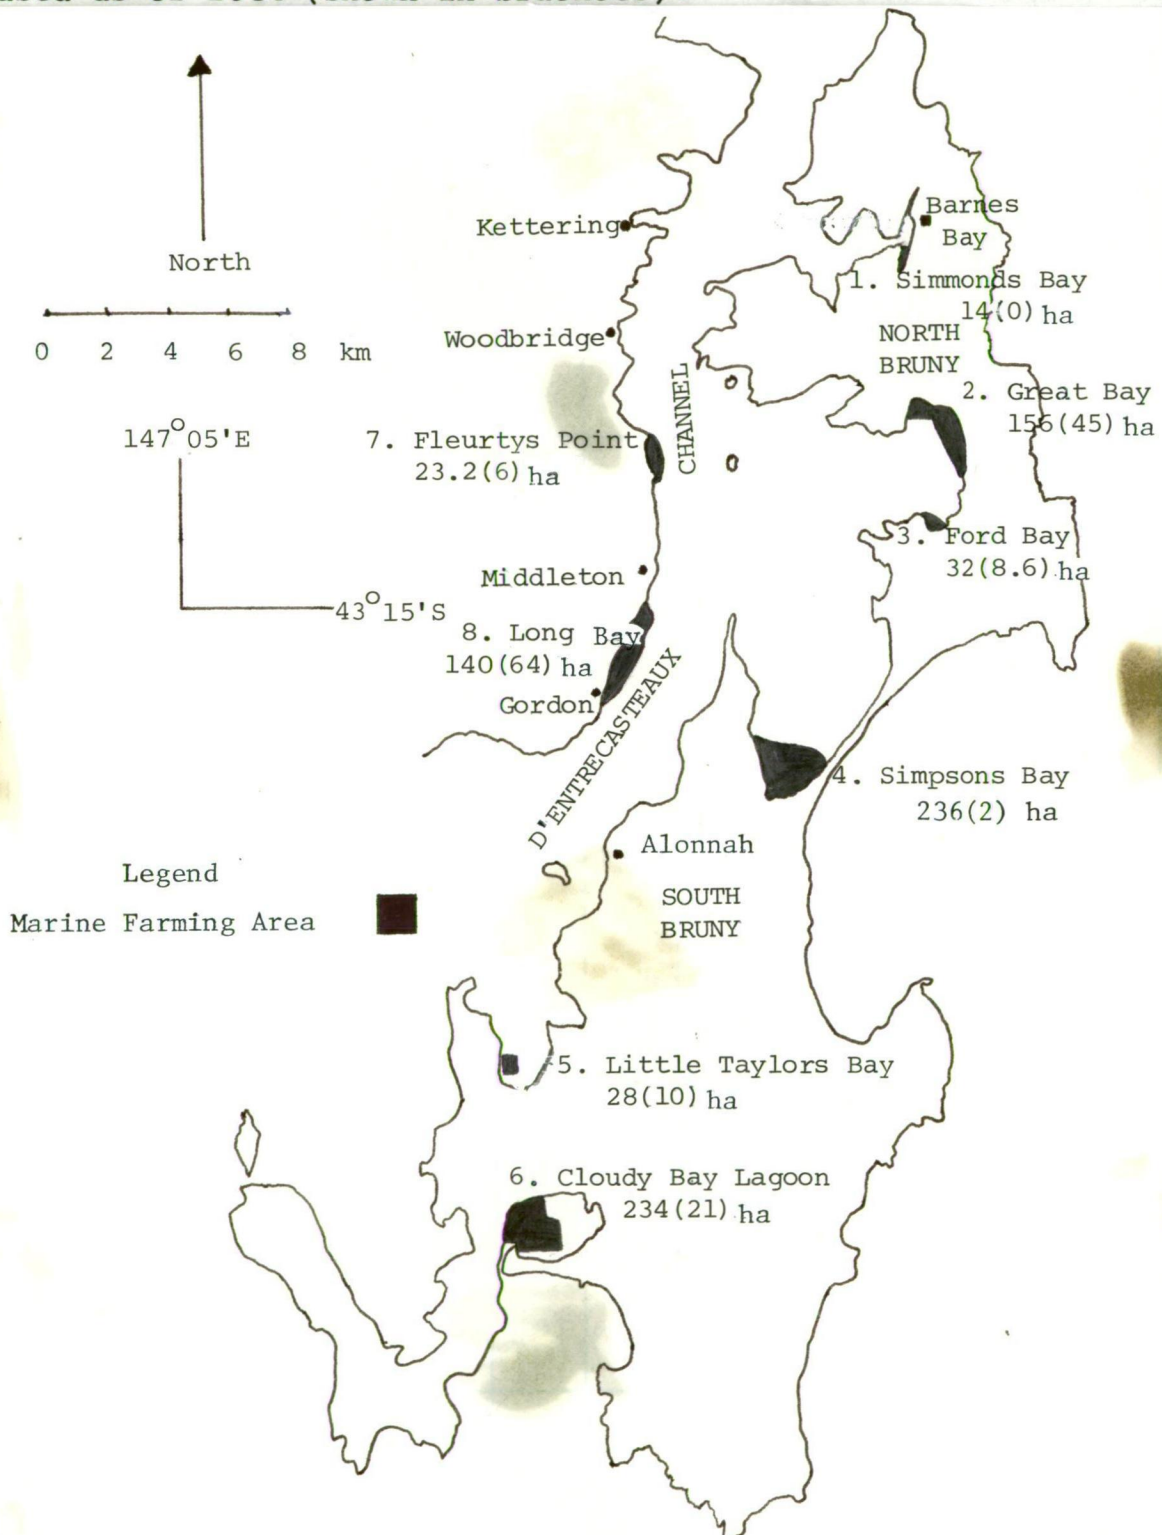 North
0 2 4 6 8 km
147°05'E
43°15'S
Kettering
Woodbridge
Barnes
Bay
1. Simmonds Bay
14(0) ha
NORTH
BRUNY
2. Great Bay
156(45) ha
7. Fleurtys Point
23.2(6) ha
CHANNEL
3. Ford Bay
32(8.6) ha
Middleton
8. Long Bay
140(64) ha
Gordon
D'ENTRECASTEAUX
4. Simpsons Bay
236(2) ha
Alonnah
SOUTH
BRUNY
Legend
Marine Farming Area
5. Little Taylors Bay
28(10) ha
6. Cloudy Bay Lagoon
234(21) ha